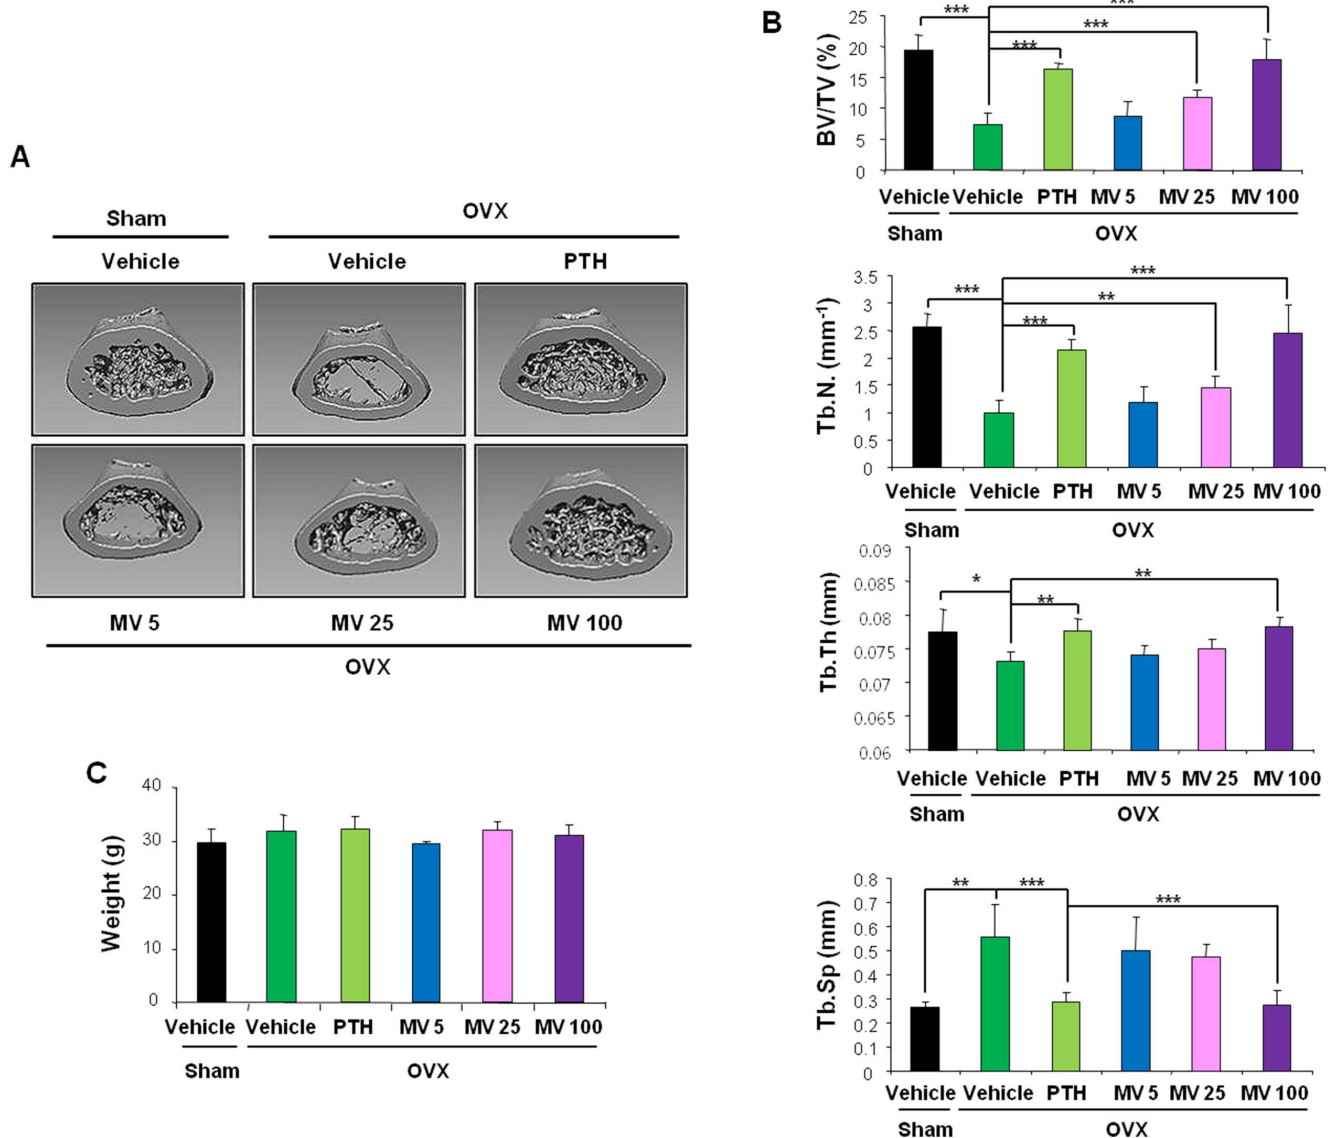 A
Sham
OVX
Vehicle
Vehicle
PTH
MV 5
MV 25
MV 100
OVX
B
BV/TV (%)
25
20
15
10
5
0
***
***
***
***
Vehicle Vehicle PTH MV 5 MV 25 MV 100
Sham
OVX
Tb.N. (mm-1)
3.5
3
2.5
2
1.5
1
0.5
0
***
***
**
***
Vehicle Vehicle PTH MV 5 MV 25 MV 100
Sham
OVX
Tb.Th (mm)
0.09
0.085
0.08
0.075
0.07
0.065
0.06
*
**
**
Vehicle Vehicle PTH MV 5 MV 25 MV 100
Sham
OVX
Tb.Sp (mm)
0.8
0.7
0.6
0.5
0.4
0.3
0.2
0.1
0
**
***
***
Vehicle Vehicle PTH MV 5 MV 25 MV 100
Sham
OVX
C
Weight (g)
40
30
20
10
0
Vehicle Vehicle PTH MV 5 MV 25 MV 100
Sham
OVX